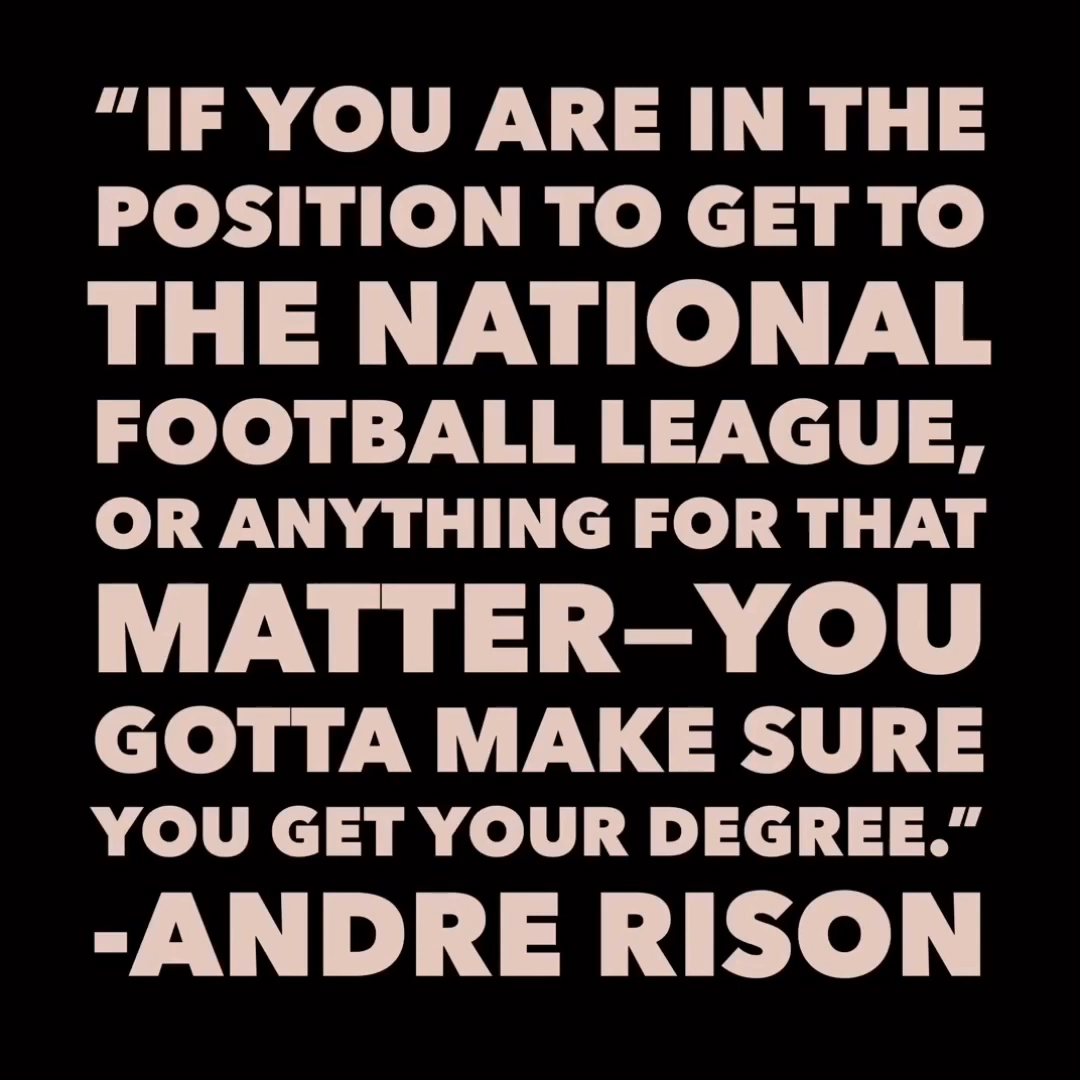 “IF YOU ARE IN THE
POSITION TO GET TO
THE NATIONAL
FOOTBALL LEAGUE,
OR ANYTHING FOR THAT
MATTER—YOU
GOTTA MAKE SURE
YOU GET YOUR DEGREE.”
-ANDRE RISON